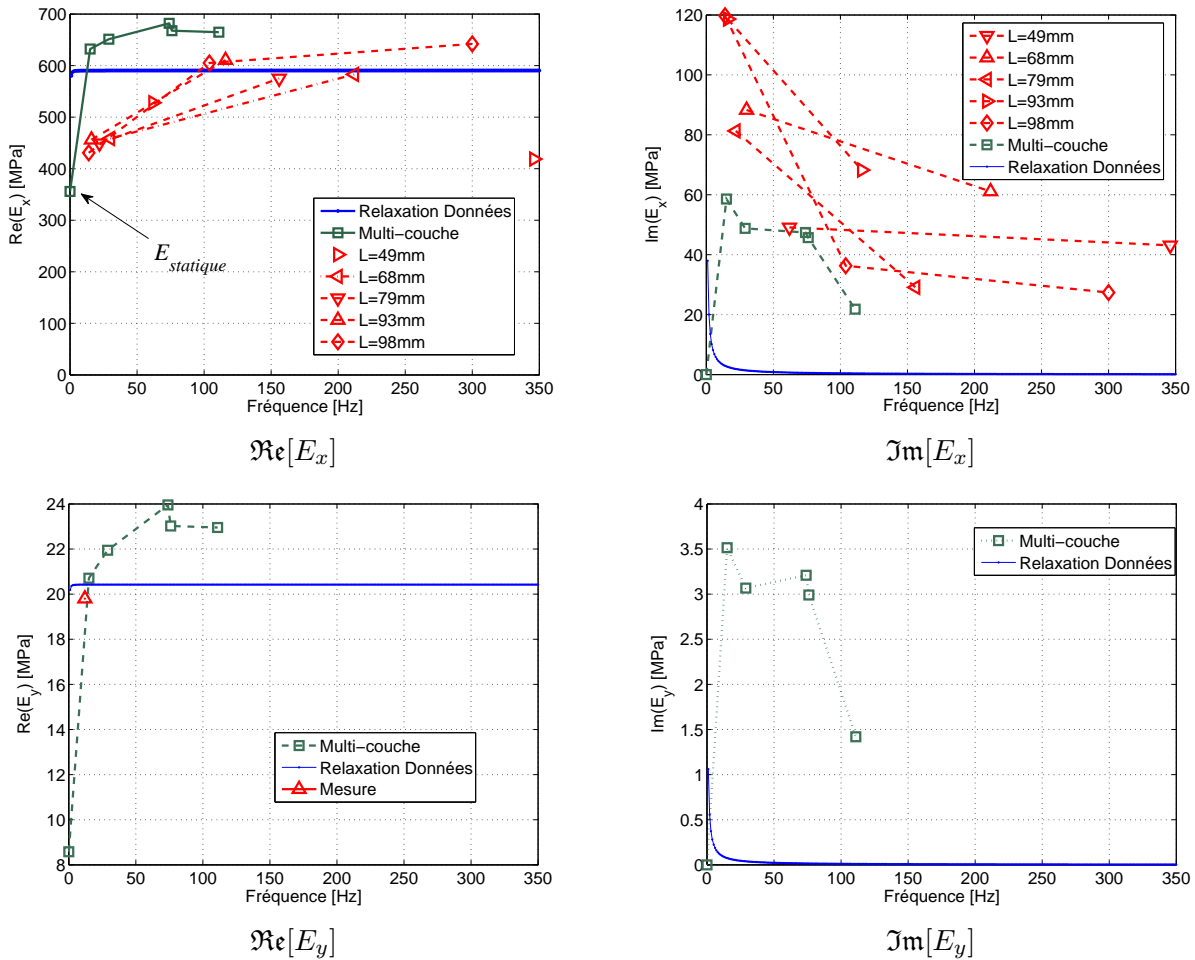 700
600
500
400
300
200
100
0
Re(E_x) [MPa]
E_statique
Relaxation Données
Multi−couche
L=49mm
L=68mm
L=79mm
L=93mm
L=98mm
0 50 100 150 200 250 300 350
Fréquence [Hz]
ℜ𝔢[E_x]
120
100
80
60
40
20
0
Im(E_x) [MPa]
L=49mm
L=68mm
L=79mm
L=93mm
L=98mm
Multi−couche
Relaxation Données
0 50 100 150 200 250 300 350
Fréquence [Hz]
ℑ𝔪[E_x]
24
22
20
18
16
14
12
10
8
Re(E_y) [MPa]
Multi−couche
Relaxation Données
Mesure
0 50 100 150 200 250 300 350
Fréquence [Hz]
ℜ𝔢[E_y]
4
3.5
3
2.5
2
1.5
1
0.5
0
Im(E_y) [MPa]
Multi−couche
Relaxation Données
0 50 100 150 200 250 300 350
Fréquence [Hz]
ℑ𝔪[E_y]